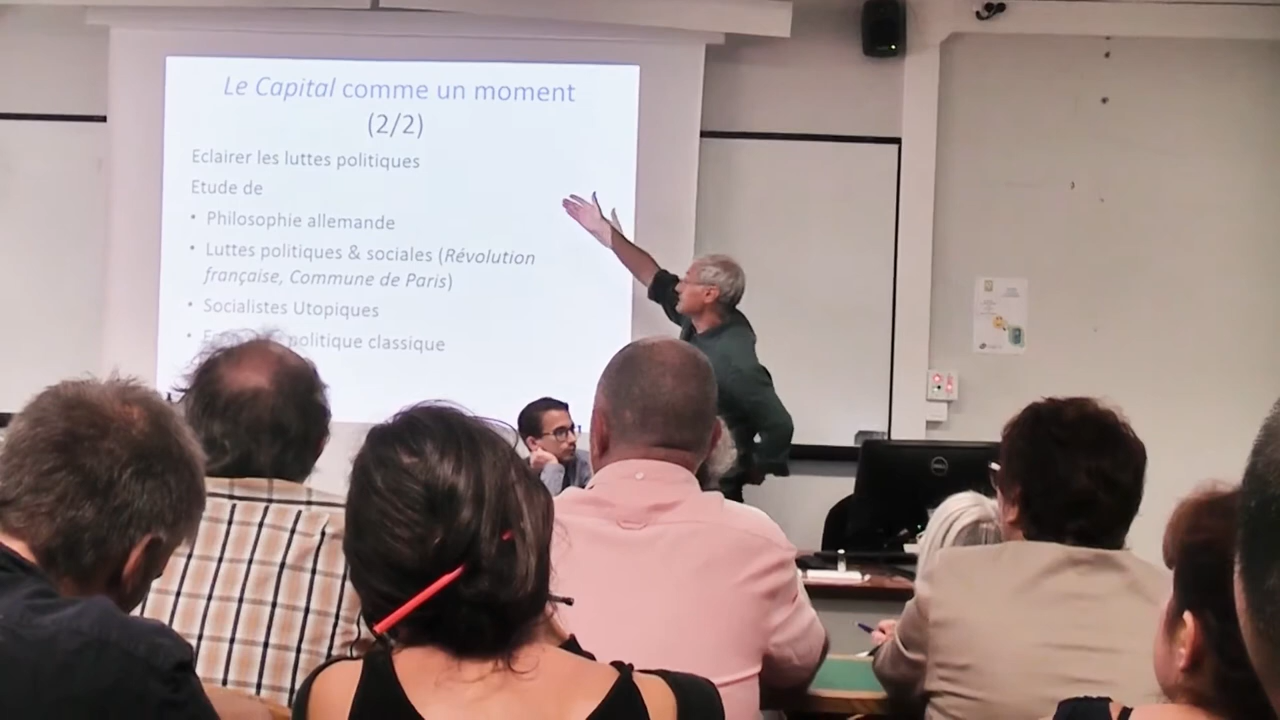 Le Capital comme un moment
(2/2)
Eclairer les luttes politiques
Etude de
• Philosophie allemande
• Luttes politiques & sociales (Révolution
française, Commune de Paris)
• Socialistes Utopiques
• politique classique
DELL